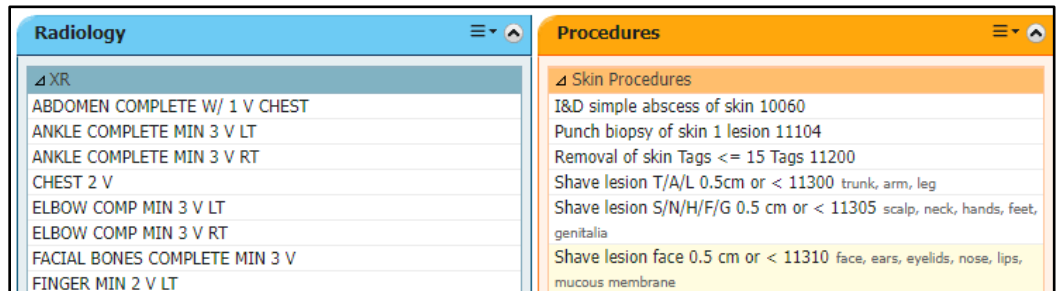 Radiology
XR
ABDOMEN COMPLETE W/ 1 V CHEST
ANKLE COMPLETE MIN 3 V LT
ANKLE COMPLETE MIN 3 V RT
CHEST 2 V
ELBOW COMP MIN 3 V LT
ELBOW COMP MIN 3 V RT
FACIAL BONES COMPLETE MIN 3 V
FINGER MIN 2 V LT
Procedures
Skin Procedures
I&D simple abscess of skin 10060
Punch biopsy of skin 1 lesion 11104
Removal of skin Tags <= 15 Tags 11200
Shave lesion T/A/L 0.5cm or < 11300 trunk, arm, leg
Shave lesion S/N/H/F/G 0.5 cm or < 11305 scalp, neck, hands, feet,
genitalia
Shave lesion face 0.5 cm or < 11310 face, ears, eyelids, nose, lips,
mucous membrane